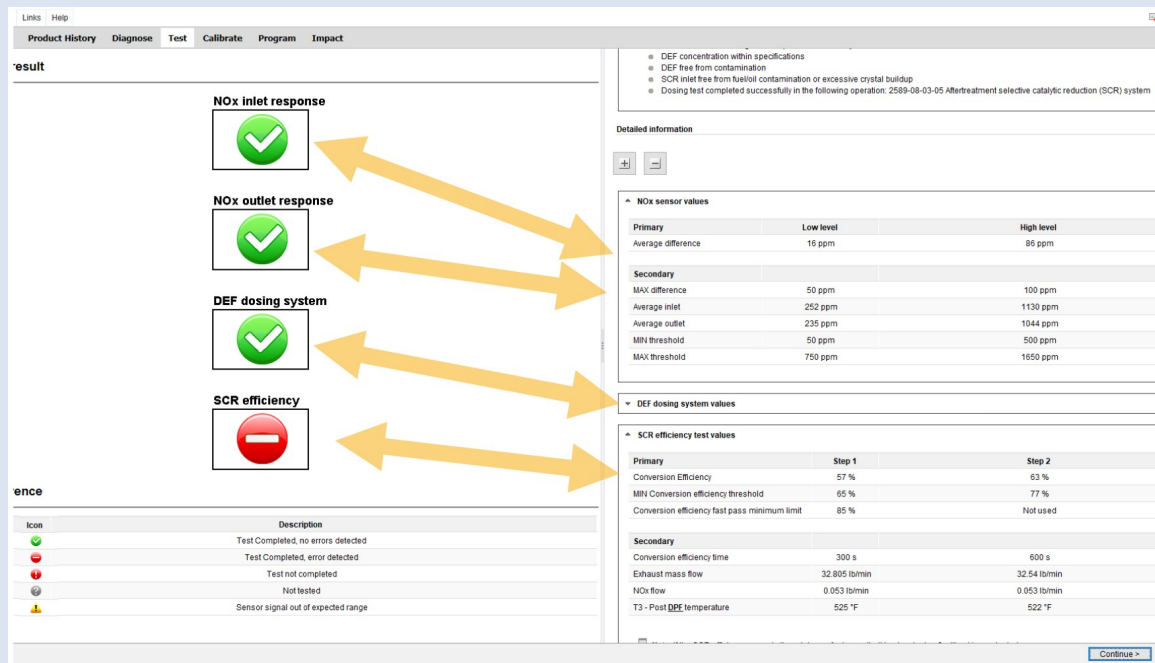 Links Help
Product History Diagnose Test Calibrate Program Impact
result
NOx inlet response
NOx outlet response
DEF dosing system
SCR efficiency
ence
Icon Description
Test Completed, no errors detected
Test Completed, error detected
Test not completed
Not tested
Sensor signal out of expected range
DEF concentration within specifications
DEF free from contamination
SCR inlet free from fuel/oil contamination or excessive crystal buildup
Dosing test completed successfully in the following operation: 2589-08-03-05 Aftertreatment selective catalytic reduction (SCR) system
Detailed information
NOx sensor values
Primary Low level High level
Average difference 16 ppm 86 ppm
Secondary
MAX difference 50 ppm 100 ppm
Average inlet 252 ppm 1130 ppm
Average outlet 235 ppm 1044 ppm
MIN threshold 50 ppm 500 ppm
MAX threshold 750 ppm 1650 ppm
DEF dosing system values
SCR efficiency test values
Primary Step 1 Step 2
Conversion Efficiency 57 % 63 %
MIN Conversion efficiency threshold 65 % 77 %
Conversion efficiency fast pass minimum limit 85 % Not used
Secondary
Conversion efficiency time 300 s 600 s
Exhaust mass flow 32.805 lb/min 32.54 lb/min
NOx flow 0.053 lb/min 0.053 lb/min
T3 - Post DPF temperature 525 °F 522 °F
Continue >